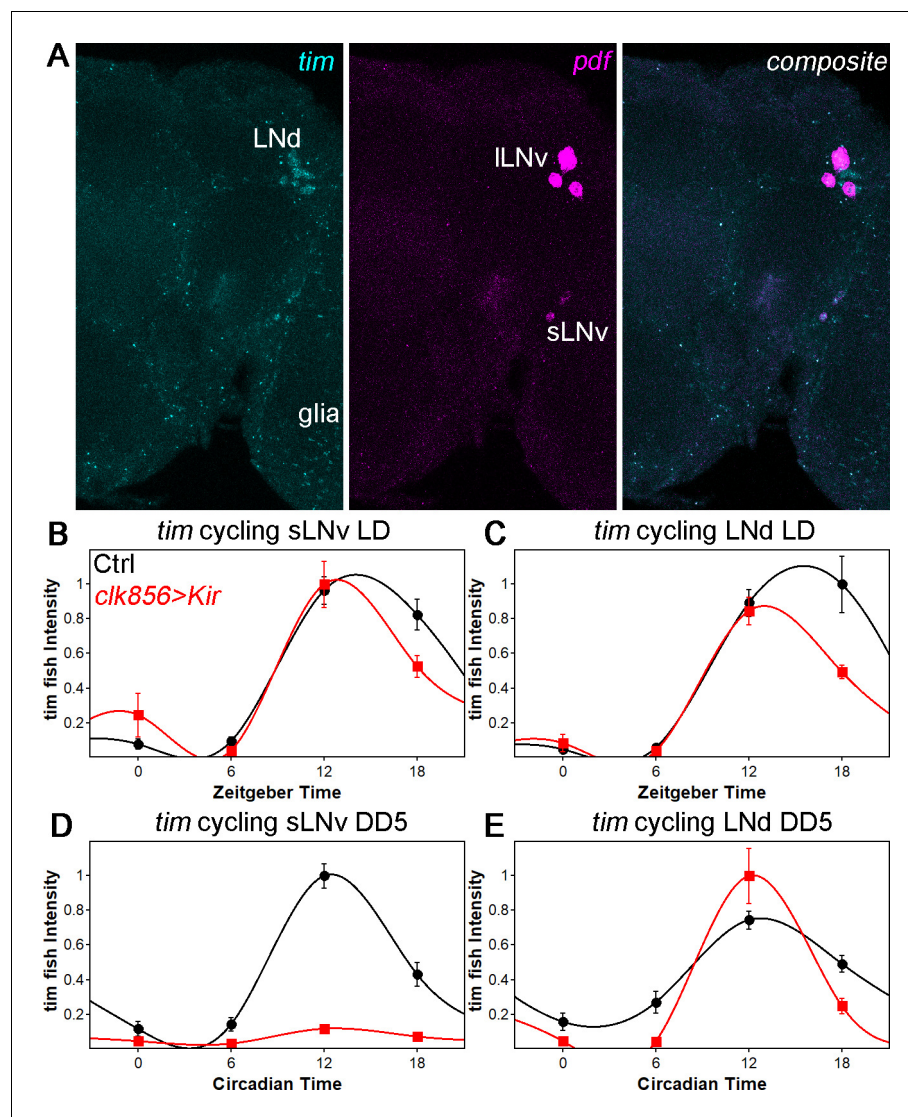 A
tim
pdf
composite
LNd
lLNv
sLNv
glia
B
tim cycling sLNv LD
Ctrl
clk856>Kir
tim fish Intensity
1
0.8
0.6
0.4
0.2
0 6 12 18
Zeitgeber Time
C
tim cycling LNd LD
tim fish Intensity
1
0.8
0.6
0.4
0.2
0 6 12 18
Zeitgeber Time
D
tim cycling sLNv DD5
tim fish Intensity
1
0.8
0.6
0.4
0.2
0 6 12 18
Circadian Time
E
tim cycling LNd DD5
tim fish Intensity
1
0.8
0.6
0.4
0.2
0 6 12 18
Circadian Time